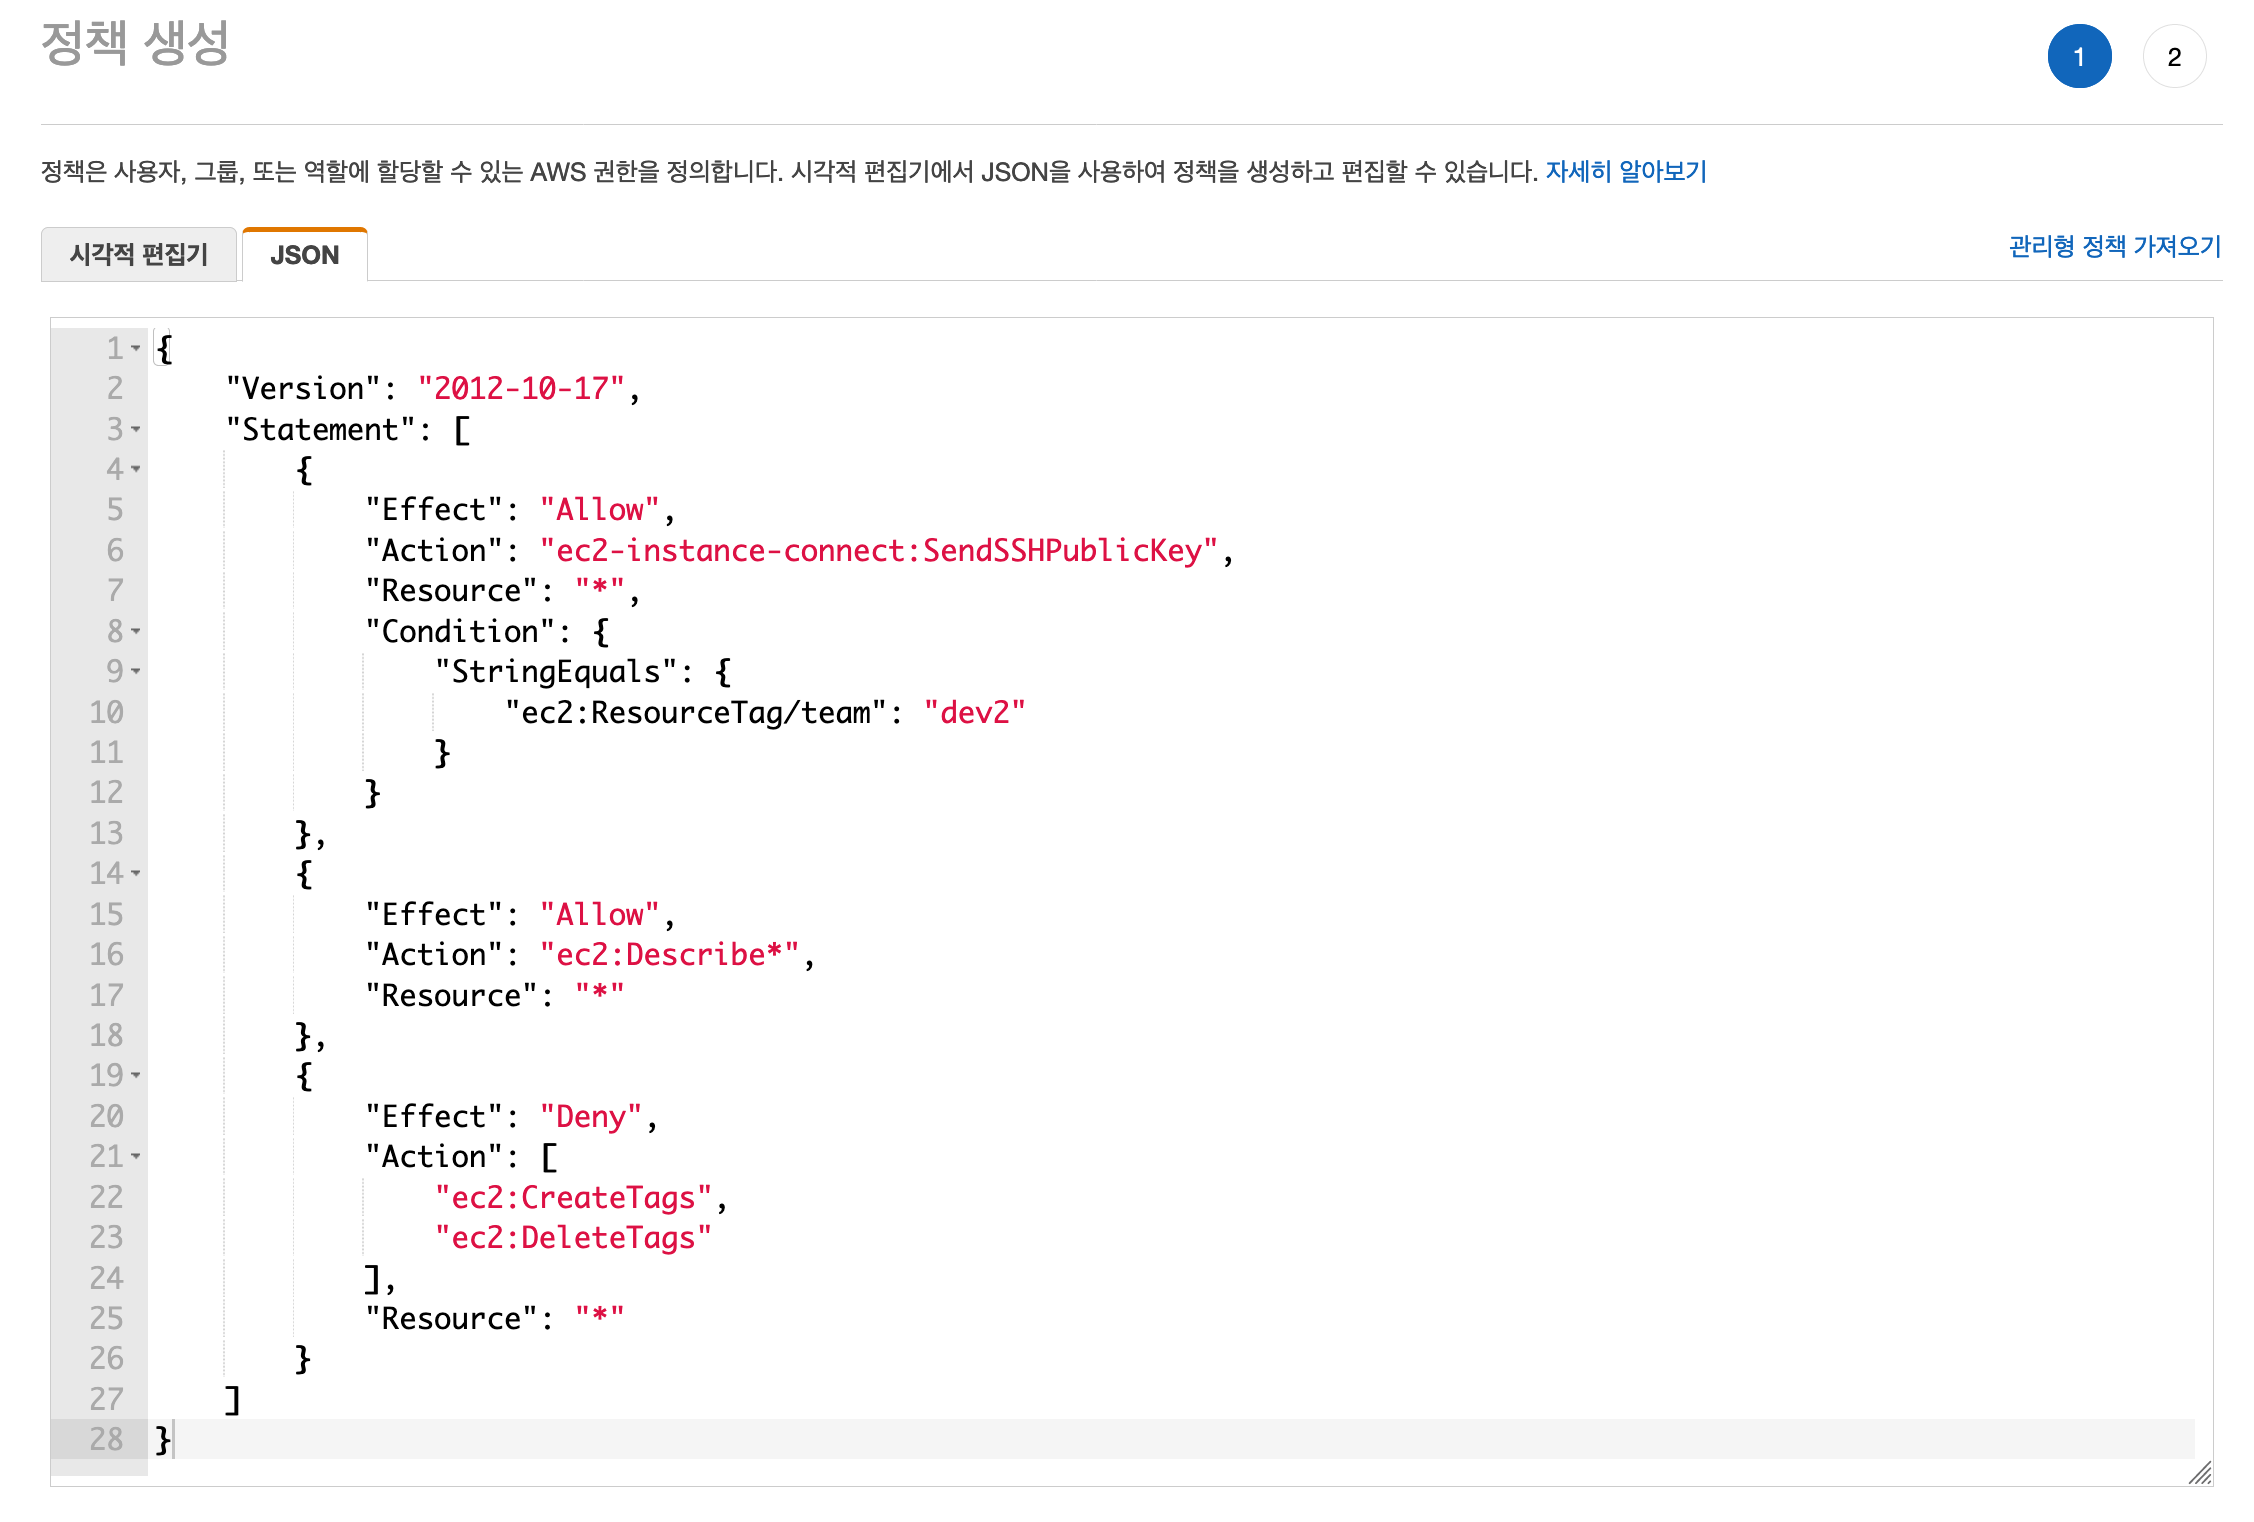 정책 생성
1 2
정책은 사용자, 그룹, 또는 역할에 할당할 수 있는 AWS 권한을 정의합니다. 시각적 편집기에서 JSON을 사용하여 정책을 생성하고 편집할 수 있습니다. 자세히 알아보기
시각적 편집기 JSON 관리형 정책 가져오기
1 {
2     "Version": "2012-10-17",
3     "Statement": [
4         {
5             "Effect": "Allow",
6             "Action": "ec2-instance-connect:SendSSHPublicKey",
7             "Resource": "*",
8             "Condition": {
9                 "StringEquals": {
10                     "ec2:ResourceTag/team": "dev2"
11                 }
12             }
13         },
14         {
15             "Effect": "Allow",
16             "Action": "ec2:Describe*",
17             "Resource": "*"
18         },
19         {
20             "Effect": "Deny",
21             "Action": [
22                 "ec2:CreateTags",
23                 "ec2:DeleteTags"
24             ],
25             "Resource": "*"
26         }
27     ]
28 }